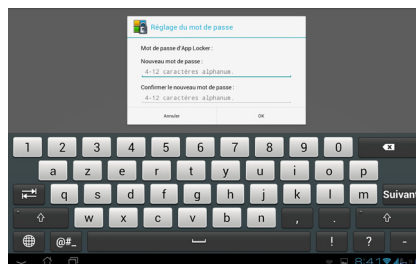 Réglage du mot de passe
Mot de passe d'App Locker :
Nouveau mot de passe :
4-12 caractères alphanum.
Confirmer le nouveau mot de passe :
4-12 caractères alphanum.
Annuler OK
1 2 3 4 5 6 7 8 9 0
a z e r t y u i o p
q s d f g h j k l m Suivant
w x c v b n , .
@#_ ! ? -
8:41